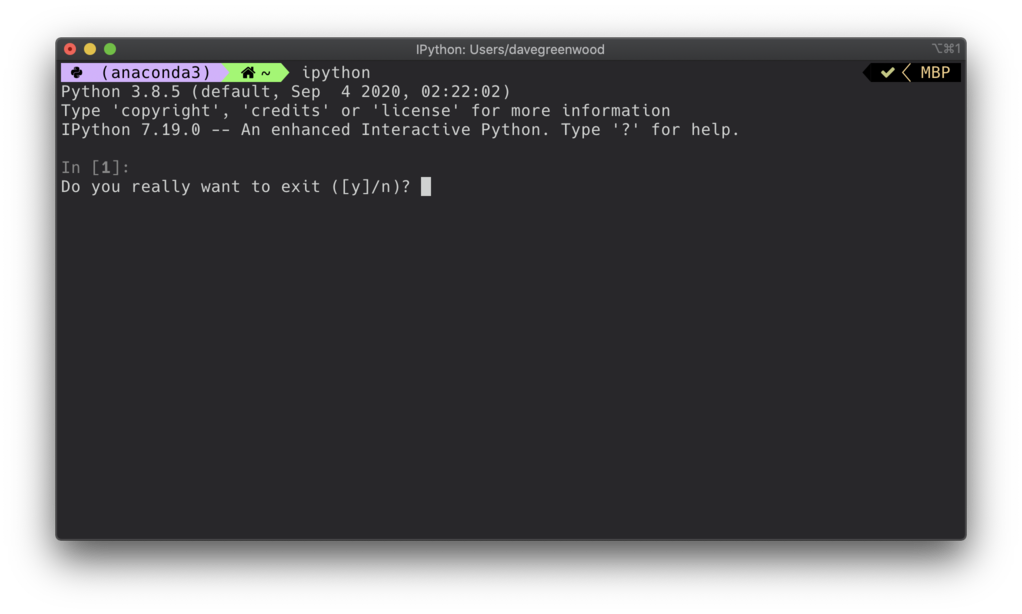 IPython: Users/davegreenwood
⌥⌘1
(anaconda3) ~ ipython MBP
Python 3.8.5 (default, Sep  4 2020, 02:22:02)
Type 'copyright', 'credits' or 'license' for more information
IPython 7.19.0 -- An enhanced Interactive Python. Type '?' for help.
In [1]:
Do you really want to exit ([y]/n)?